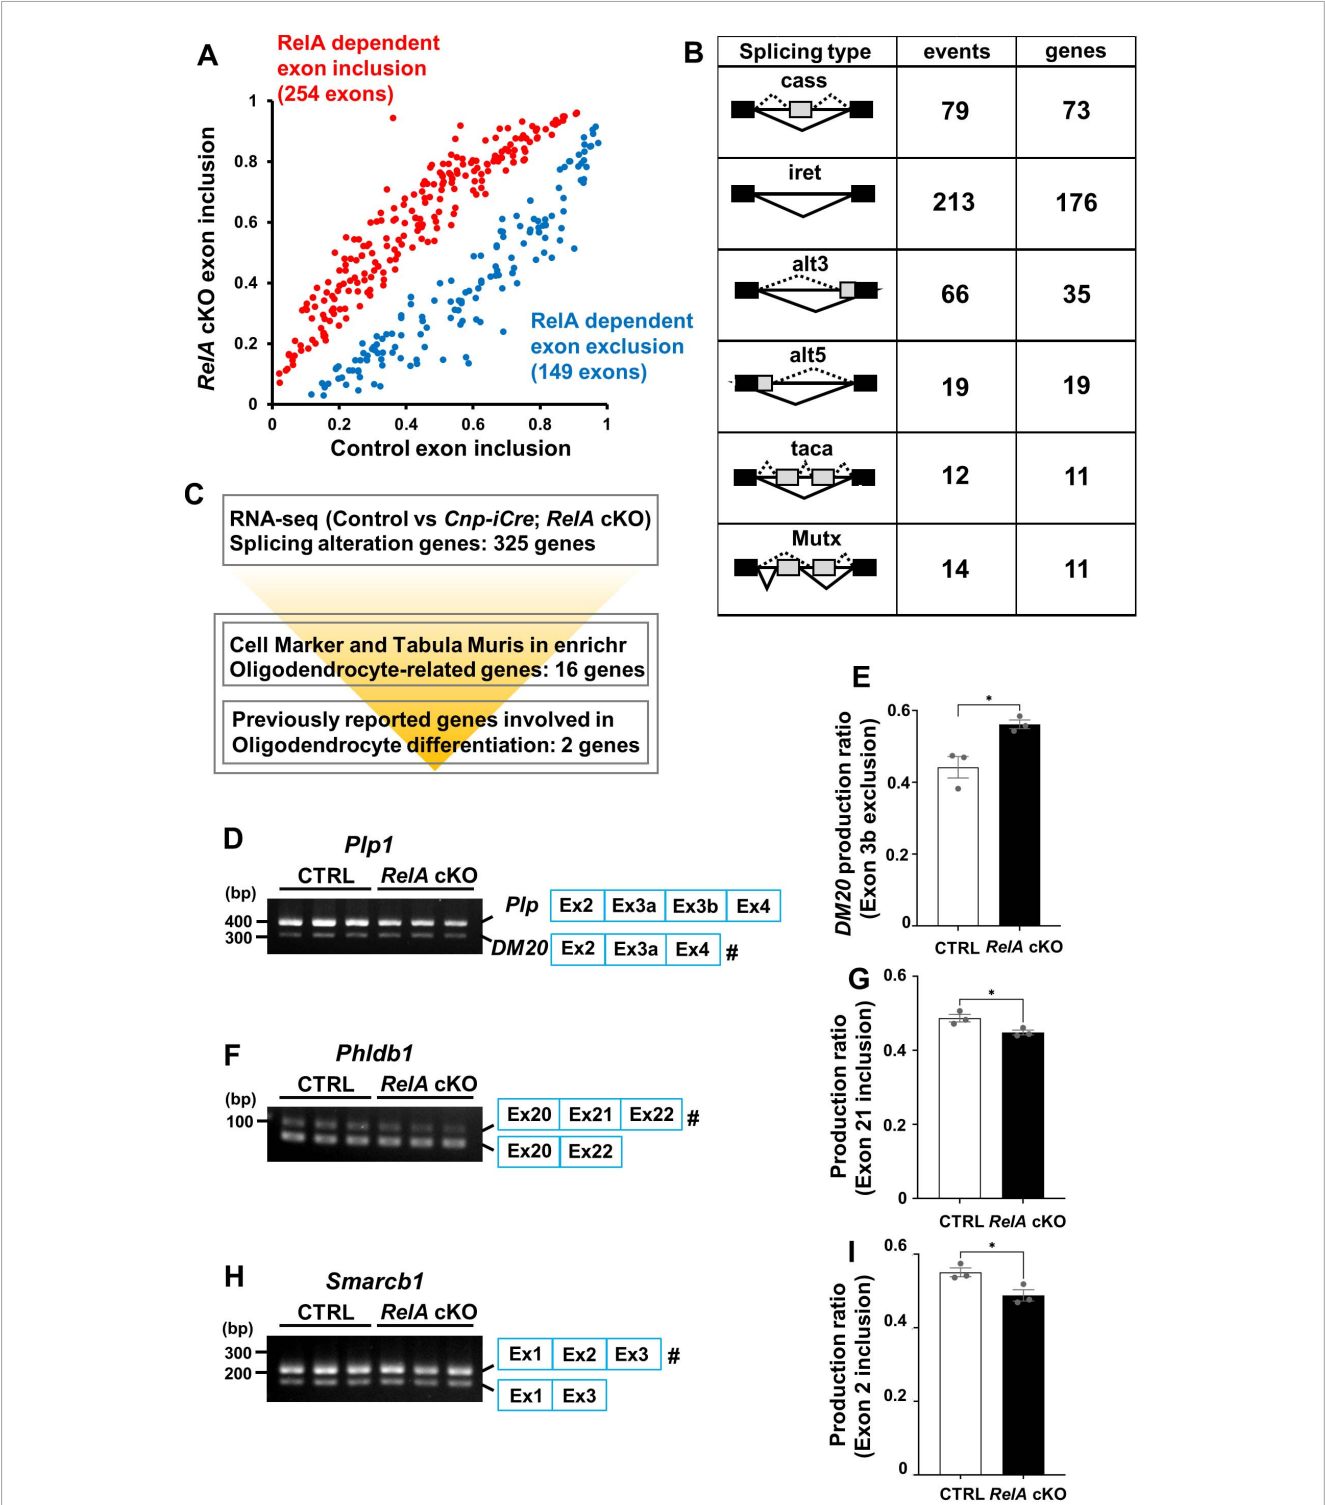 A
RelA dependent
exon inclusion
(254 exons)
1
0.8
0.6
0.4
0.2
0
0
0.2
0.4
0.6
0.8
1
RelA cKO exon inclusion
Control exon inclusion
RelA dependent
exon exclusion
(149 exons)
B
Splicing type events genes
cass 79 73
iret 213 176
alt3 66 35
alt5 19 19
taca 12 11
Mutx 14 11
C
RNA-seq (Control vs Cnp-iCre; RelA cKO)
Splicing alteration genes: 325 genes
Cell Marker and Tabula Muris in enrichr
Oligodendrocyte-related genes: 16 genes
Previously reported genes involved in
Oligodendrocyte differentiation: 2 genes
D
Plp1
CTRL RelA cKO
(bp)
400
300
Plp Ex2 Ex3a Ex3b Ex4
DM20 Ex2 Ex3a Ex4 #
E
DM20 production ratio
(Exon 3b exclusion)
0.6
0.4
0.2
0
*
CTRL RelA cKO
F
Phldb1
CTRL RelA cKO
(bp)
100
Ex20 Ex21 Ex22 #
Ex20 Ex22
G
Production ratio
(Exon 21 inclusion)
0.6
0.4
0.2
0
*
CTRL RelA cKO
H
Smarcb1
CTRL RelA cKO
(bp)
300
200
Ex1 Ex2 Ex3 #
Ex1 Ex3
I
Production ratio
(Exon 2 inclusion)
0.6
0.4
0.2
0
*
CTRL RelA cKO